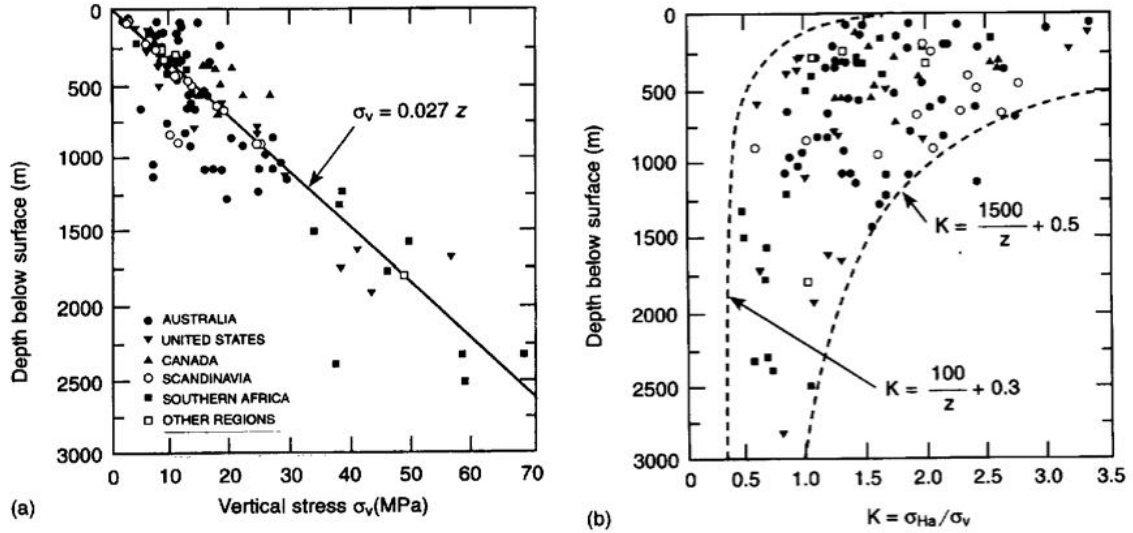 0
500
1000
1500
2000
2500
3000
Depth below surface (m)
σv = 0.027 z
AUSTRALIA
UNITED STATES
CANADA
SCANDINAVIA
SOUTHERN AFRICA
OTHER REGIONS
0 10 20 30 40 50 60 70
(a) Vertical stress σv(MPa)
0
500
1000
1500
2000
2500
3000
Depth below surface (m)
K = 1500
z + 0.5
K = 100
z + 0.3
0 0.5 1.0 1.5 2.0 2.5 3.0 3.5
(b) K = σHa/σv